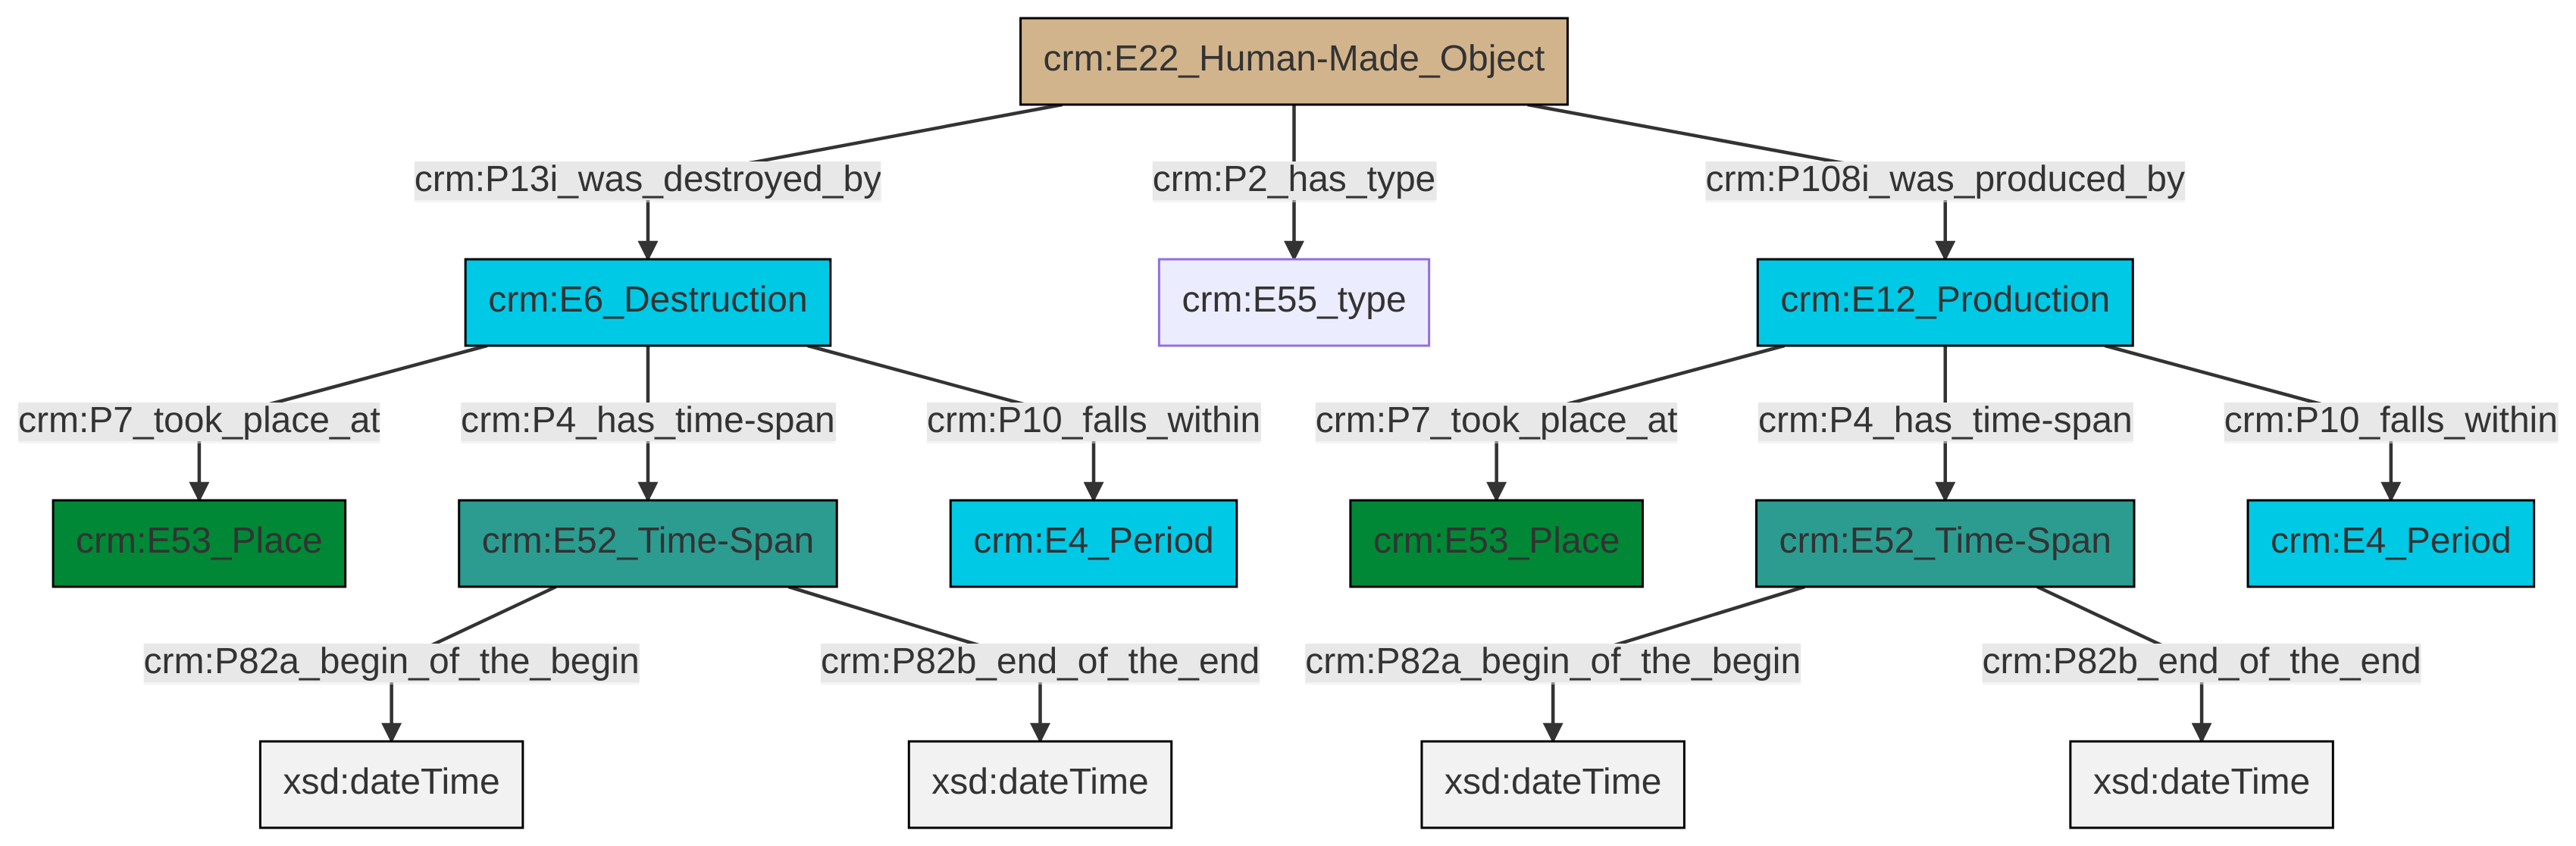 crm:E22_Human-Made_Object
crm:P13i_was_destroyed_by
crm:P2_has_type
crm:P108i_was_produced_by
crm:E6_Destruction
crm:E55_type
crm:E12_Production
crm:P7_took_place_at
crm:P4_has_time-span
crm:P10_falls_within
crm:P7_took_place_at
crm:P4_has_time-span
crm:P10_falls_within
crm:E53_Place
crm:E52_Time-Span
crm:E4_Period
crm:E53_Place
crm:E52_Time-Span
crm:E4_Period
crm:P82a_begin_of_the_begin
crm:P82b_end_of_the_end
crm:P82a_begin_of_the_begin
crm:P82b_end_of_the_end
xsd:dateTime
xsd:dateTime
xsd:dateTime
xsd:dateTime